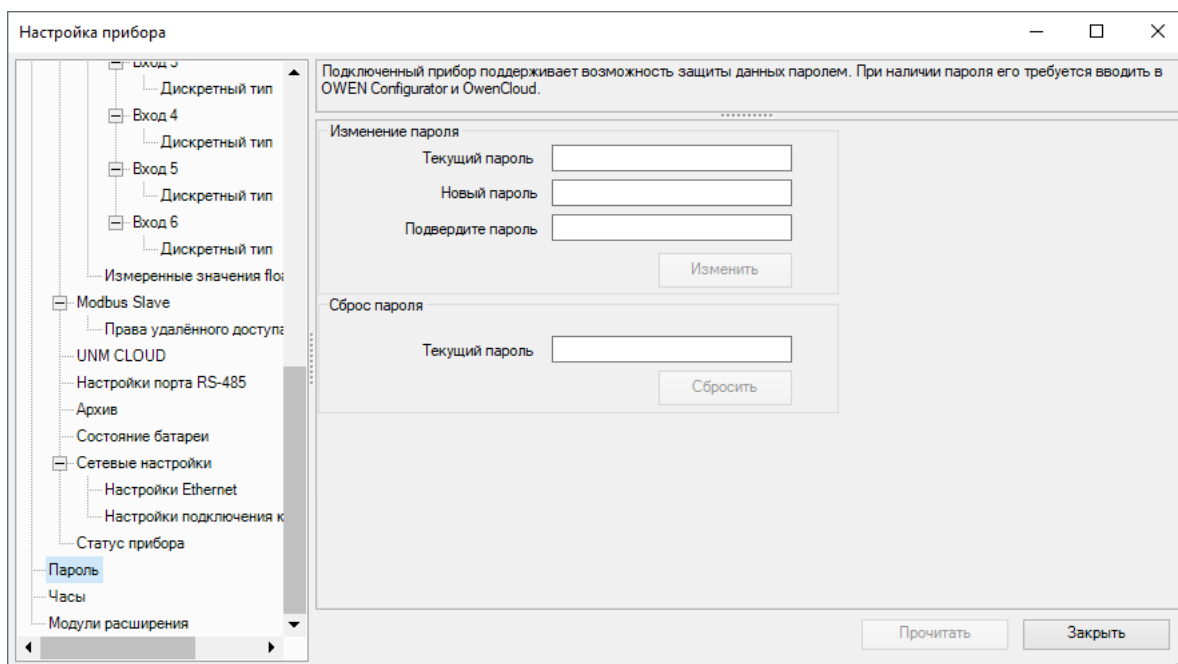 Настройка прибора
Вход 3
Дискретный тип
Вход 4
Дискретный тип
Вход 5
Дискретный тип
Вход 6
Дискретный тип
Измеренные значения floa
Modbus Slave
Права удалённого доступа
UNM CLOUD
Настройки порта RS-485
Архив
Состояние батареи
Сетевые настройки
Настройки Ethernet
Настройки подключения к
Статус прибора
Пароль
Часы
Модули расширения
Подключенный прибор поддерживает возможность защиты данных паролем. При наличии пароля его требуется вводить в
OWEN Configurator и OwenCloud.
Изменение пароля
Текущий пароль
Новый пароль
Подвердите пароль
Изменить
Сброс пароля
Текущий пароль
Сбросить
Прочитать
Закрыть